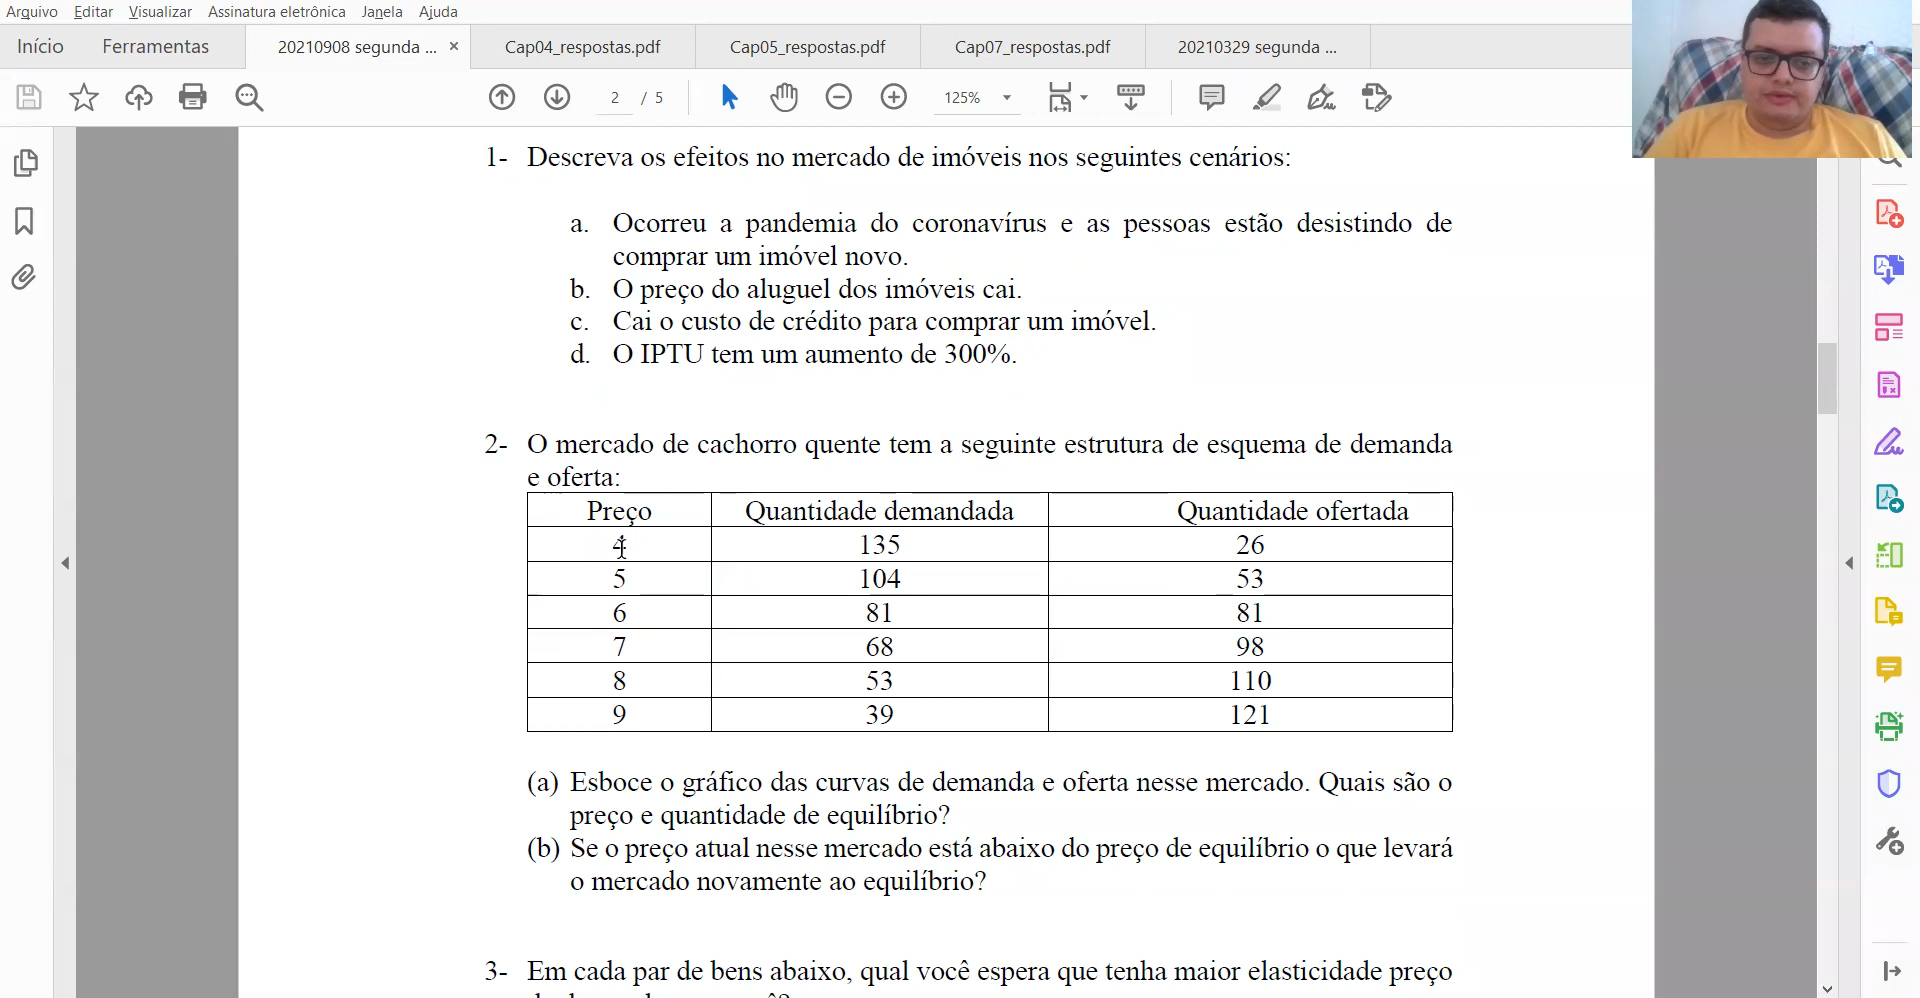 Arquivo Editar Visualizar Assinatura eletrônica Janela Ajuda
Início Ferramentas 20210908 segunda ... × Cap04_respostas.pdf Cap05_respostas.pdf Cap07_respostas.pdf 20210329 segunda ...
2 / 5 125%
1- Descreva os efeitos no mercado de imóveis nos seguintes cenários:
a. Ocorreu a pandemia do coronavírus e as pessoas estão desistindo de
comprar um imóvel novo.
b. O preço do aluguel dos imóveis cai.
c. Cai o custo de crédito para comprar um imóvel.
d. O IPTU tem um aumento de 300%.
2- O mercado de cachorro quente tem a seguinte estrutura de esquema de demanda
e oferta:
Preço Quantidade demandada Quantidade ofertada
4 135 26
5 104 53
6 81 81
7 68 98
8 53 110
9 39 121
(a) Esboce o gráfico das curvas de demanda e oferta nesse mercado. Quais são o
preço e quantidade de equilíbrio?
(b) Se o preço atual nesse mercado está abaixo do preço de equilíbrio o que levará
o mercado novamente ao equilíbrio?
3- Em cada par de bens abaixo, qual você espera que tenha maior elasticidade preço